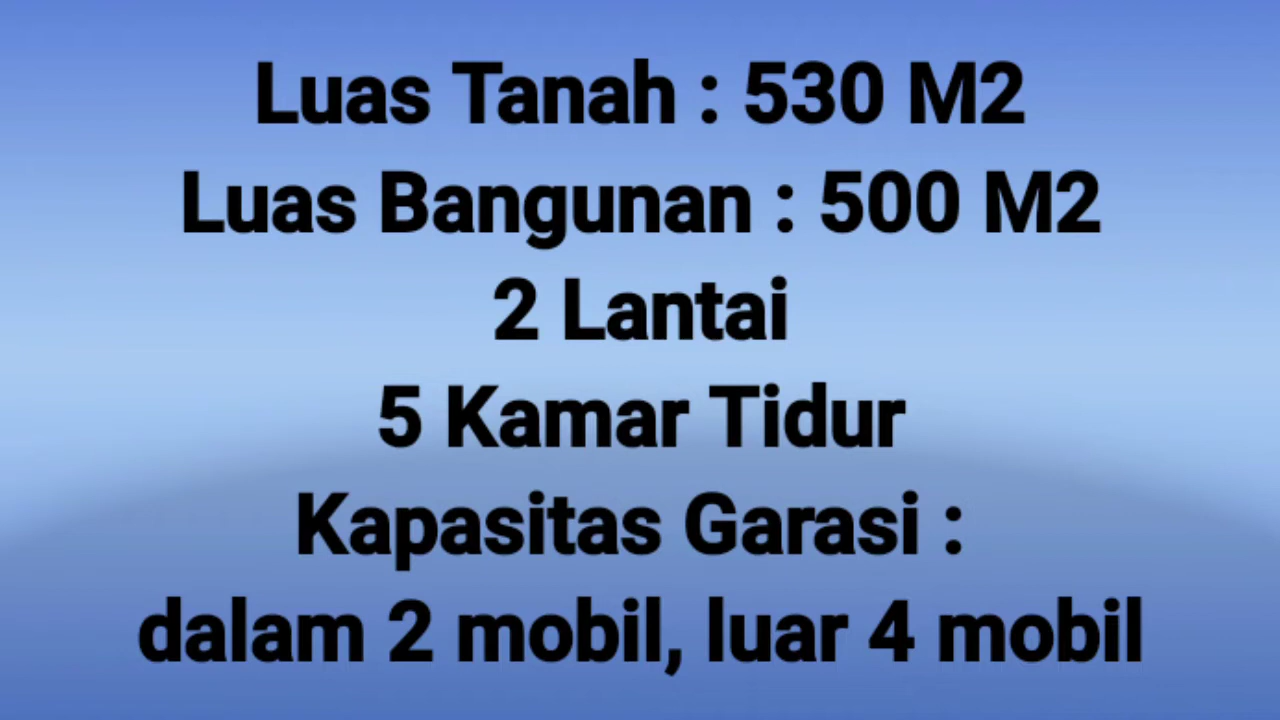 Luas Tanah : 530 M2
Luas Bangunan : 500 M2
2 Lantai
5 Kamar Tidur
Kapasitas Garasi :
dalam 2 mobil, luar 4 mobil